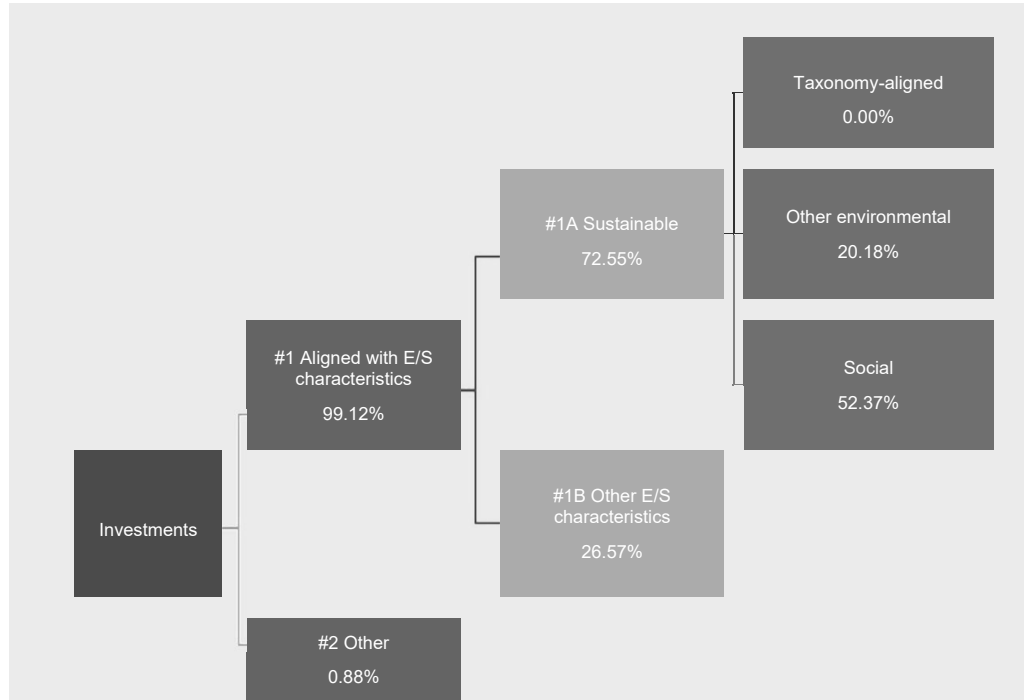 Taxonomy-aligned
0.00%
#1A Sustainable
72.55%
Other environmental
20.18%
#1 Aligned with E/S
characteristics
99.12%
Social
52.37%
Investments
#1B Other E/S
characteristics
26.57%
#2 Other
0.88%